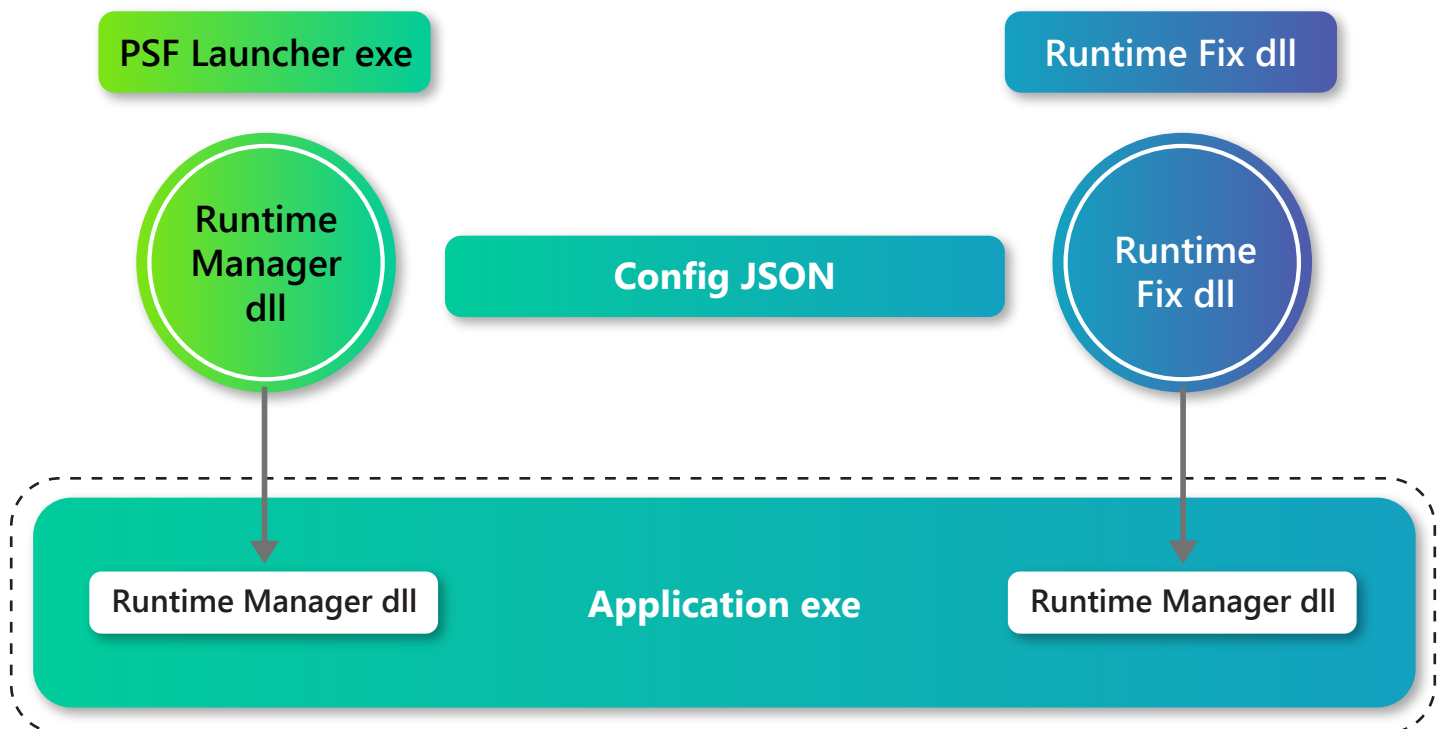 PSF Launcher exe
Runtime Fix dll
Runtime
Manager
dll
Config JSON
Runtime
Fix dll
Runtime Manager dll
Application exe
Runtime Manager dll